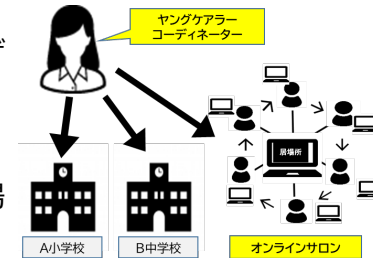 ヤングケアラー
コーディネーター
居場所
A小学校
B中学校
オンラインサロン